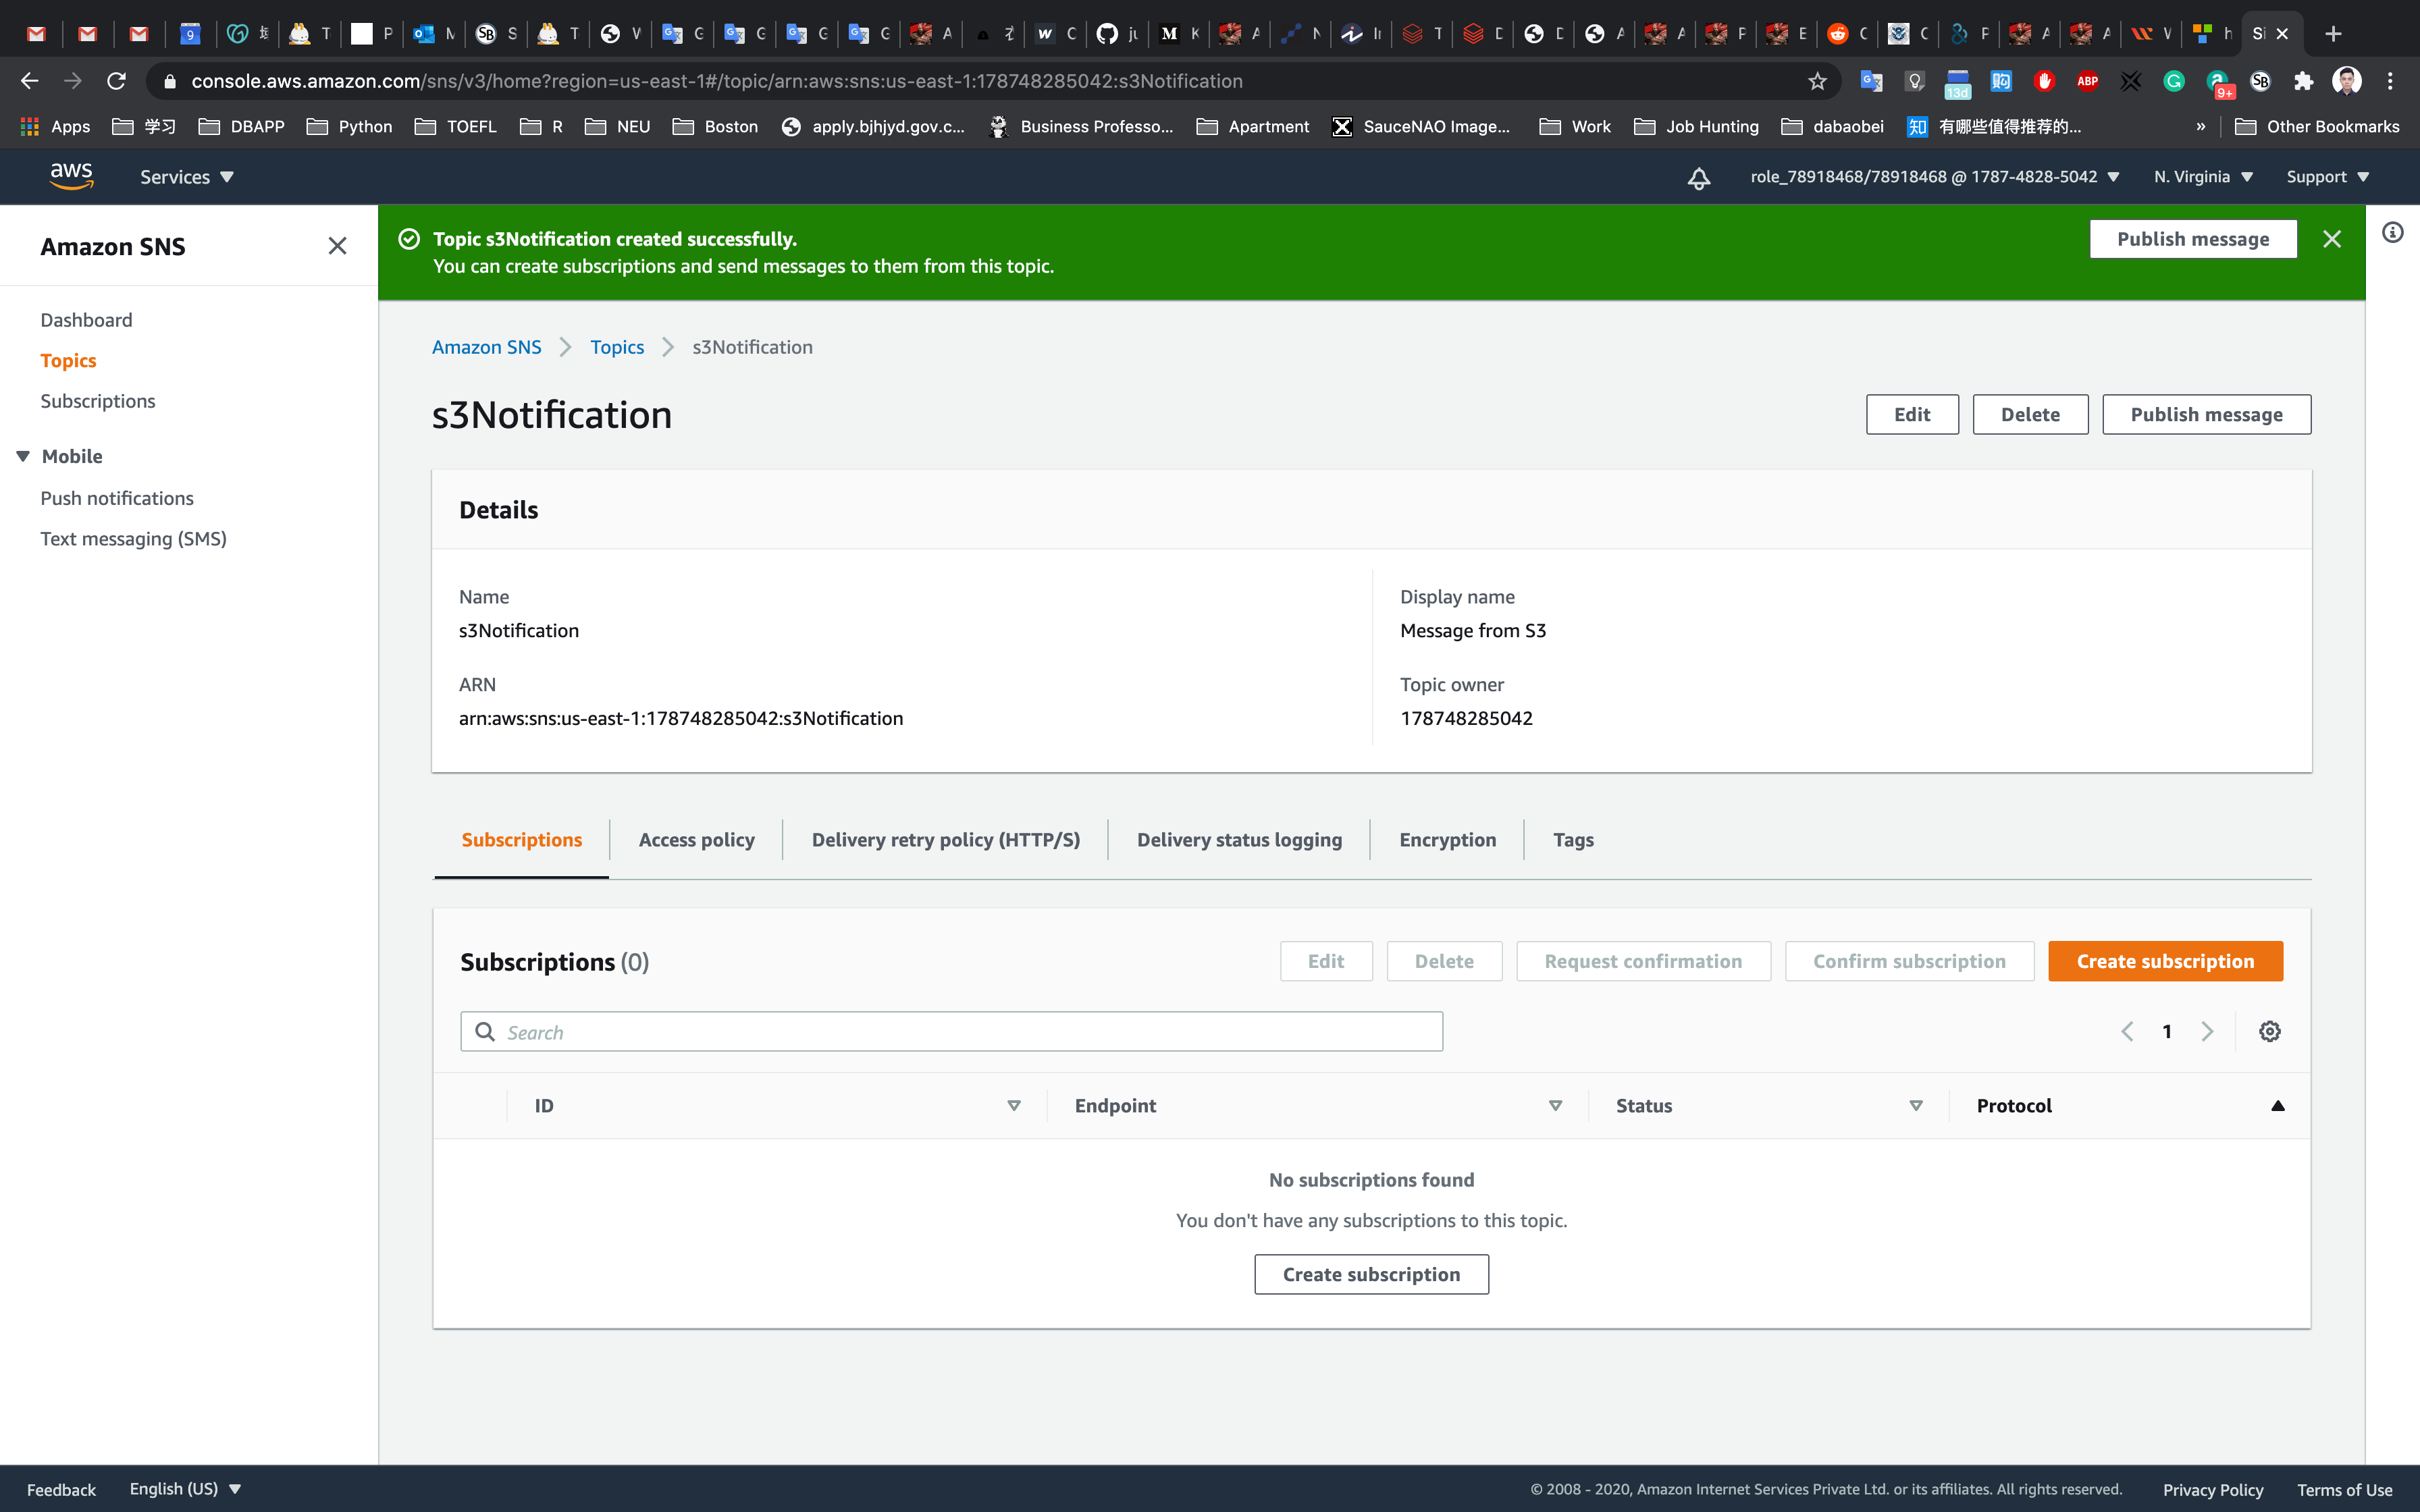 console.aws.amazon.com/sns/v3/home?region=us-east-1#/topic/arn:aws:sns:us-east-1:178748285042:s3Notification
13d
ABP
9+
Apps
学习
DBAPP
Python
TOEFL
R
NEU
Boston
apply.bjhjyd.gov.c...
Business Professo...
Apartment
SauceNAO Image...
Work
Job Hunting
dabaobei
知 有哪些值得推荐的...
»
Other Bookmarks
aws
Services
role_78918468/78918468 @ 1787-4828-5042
N. Virginia
Support
Amazon SNS
Dashboard
Topics
Subscriptions
Mobile
Push notifications
Text messaging (SMS)
Topic s3Notification created successfully.
You can create subscriptions and send messages to them from this topic.
Publish message
Amazon SNS
Topics
s3Notification
s3Notification
Edit
Delete
Publish message
Details
Name
s3Notification
ARN
arn:aws:sns:us-east-1:178748285042:s3Notification
Display name
Message from S3
Topic owner
178748285042
Subscriptions
Access policy
Delivery retry policy (HTTP/S)
Delivery status logging
Encryption
Tags
Subscriptions (0)
Edit
Delete
Request confirmation
Confirm subscription
Create subscription
Search
1
ID
Endpoint
Status
Protocol
No subscriptions found
You don't have any subscriptions to this topic.
Create subscription
Feedback
English (US)
© 2008 - 2020, Amazon Internet Services Private Ltd. or its affiliates. All rights reserved.
Privacy Policy
Terms of Use